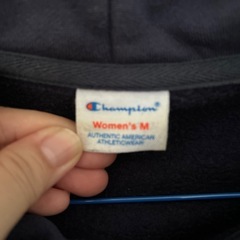 Champion
Women's M
AUTHENTIC AMERICAN
ATHLETICWEAR